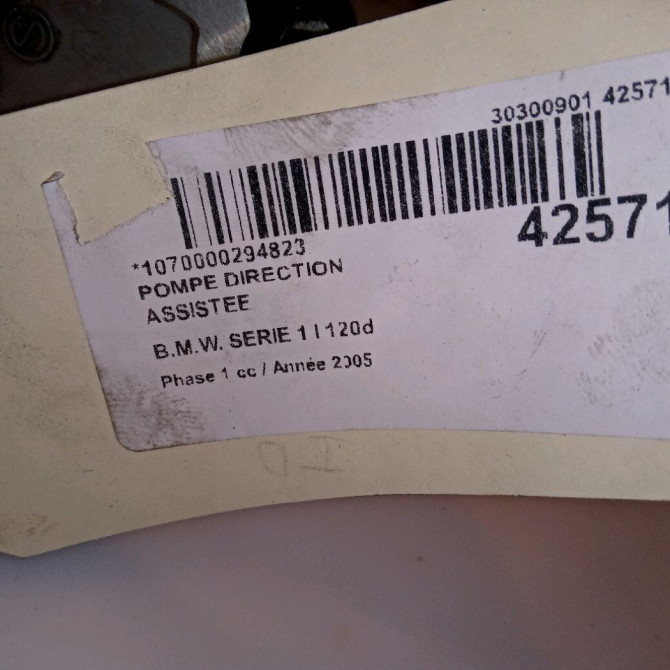 30300901 42571
42571
*1070000294823
POMPE DIRECTION
ASSISTEE
B.M.W. SERIE 1 I 120d
Phase 1 cc / Année 2005